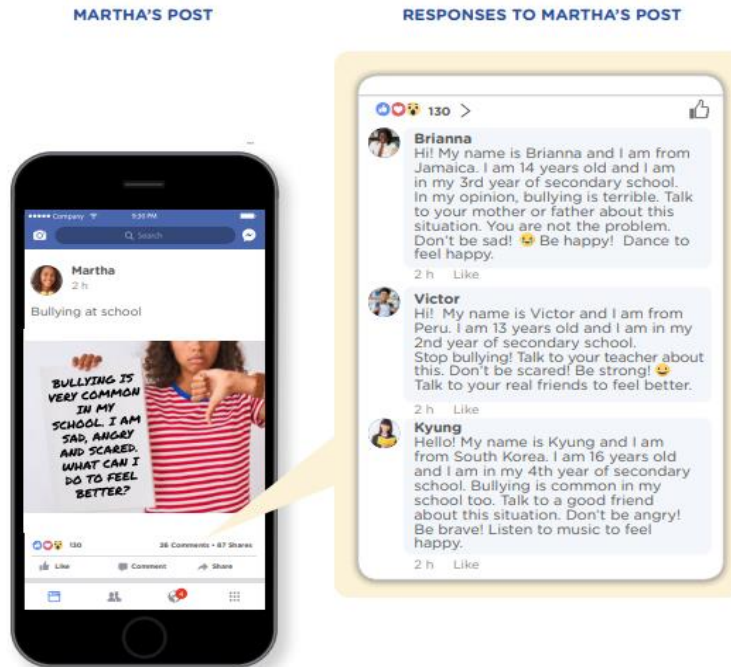 MARTHA'S POST
RESPONSES TO MARTHA'S POST
Company
9:30 PM
Search
Martha
2 h
Bullying at school
BULLYING IS
VERY COMMON
IN MY
SCHOOL. I AM
SAD, ANGRY
AND SCARED.
WHAT CAN I
DO TO FEEL
BETTER?
130
36 Comments • 87 Shares
Like
Comment
Share
4
130 >
Brianna
Hi! My name is Brianna and I am from
Jamaica. I am 14 years old and I am
in my 3rd year of secondary school.
In my opinion, bullying is terrible. Talk
to your mother or father about this
situation. You are not the problem.
Don't be sad! 😂 Be happy! Dance to
feel happy.
2 h Like
Victor
Hi! My name is Victor and I am from
Peru. I am 13 years old and I am in my
2nd year of secondary school.
Stop bullying! Talk to your teacher about
this. Don't be scared! Be strong! 😀
Talk to your real friends to feel better.
2 h Like
Kyung
Hello! My name is Kyung and I am
from South Korea. I am 16 years old
and I am in my 4th year of secondary
school. Bullying is common in my
school too. Talk to a good friend
about this situation. Don't be angry!
Be brave! Listen to music to feel
happy.
2 h Like